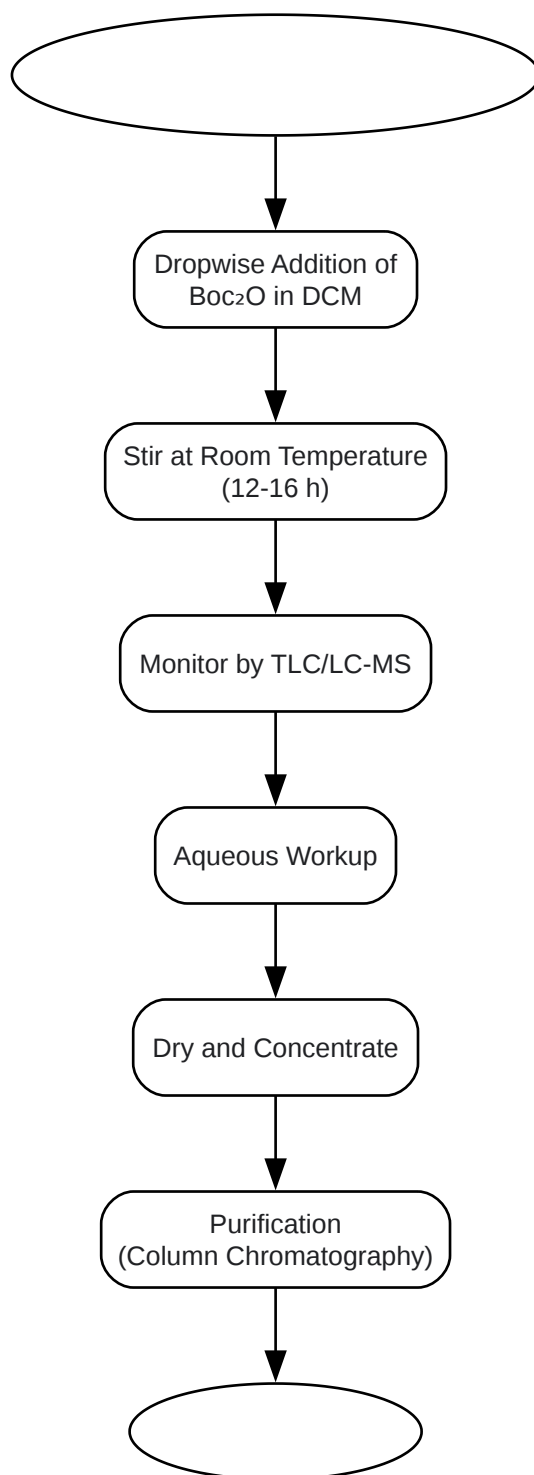 Dropwise Addition of
Boc₂O in DCM
Stir at Room Temperature
(12-16 h)
Monitor by TLC/LC-MS
Aqueous Workup
Dry and Concentrate
Purification
(Column Chromatography)